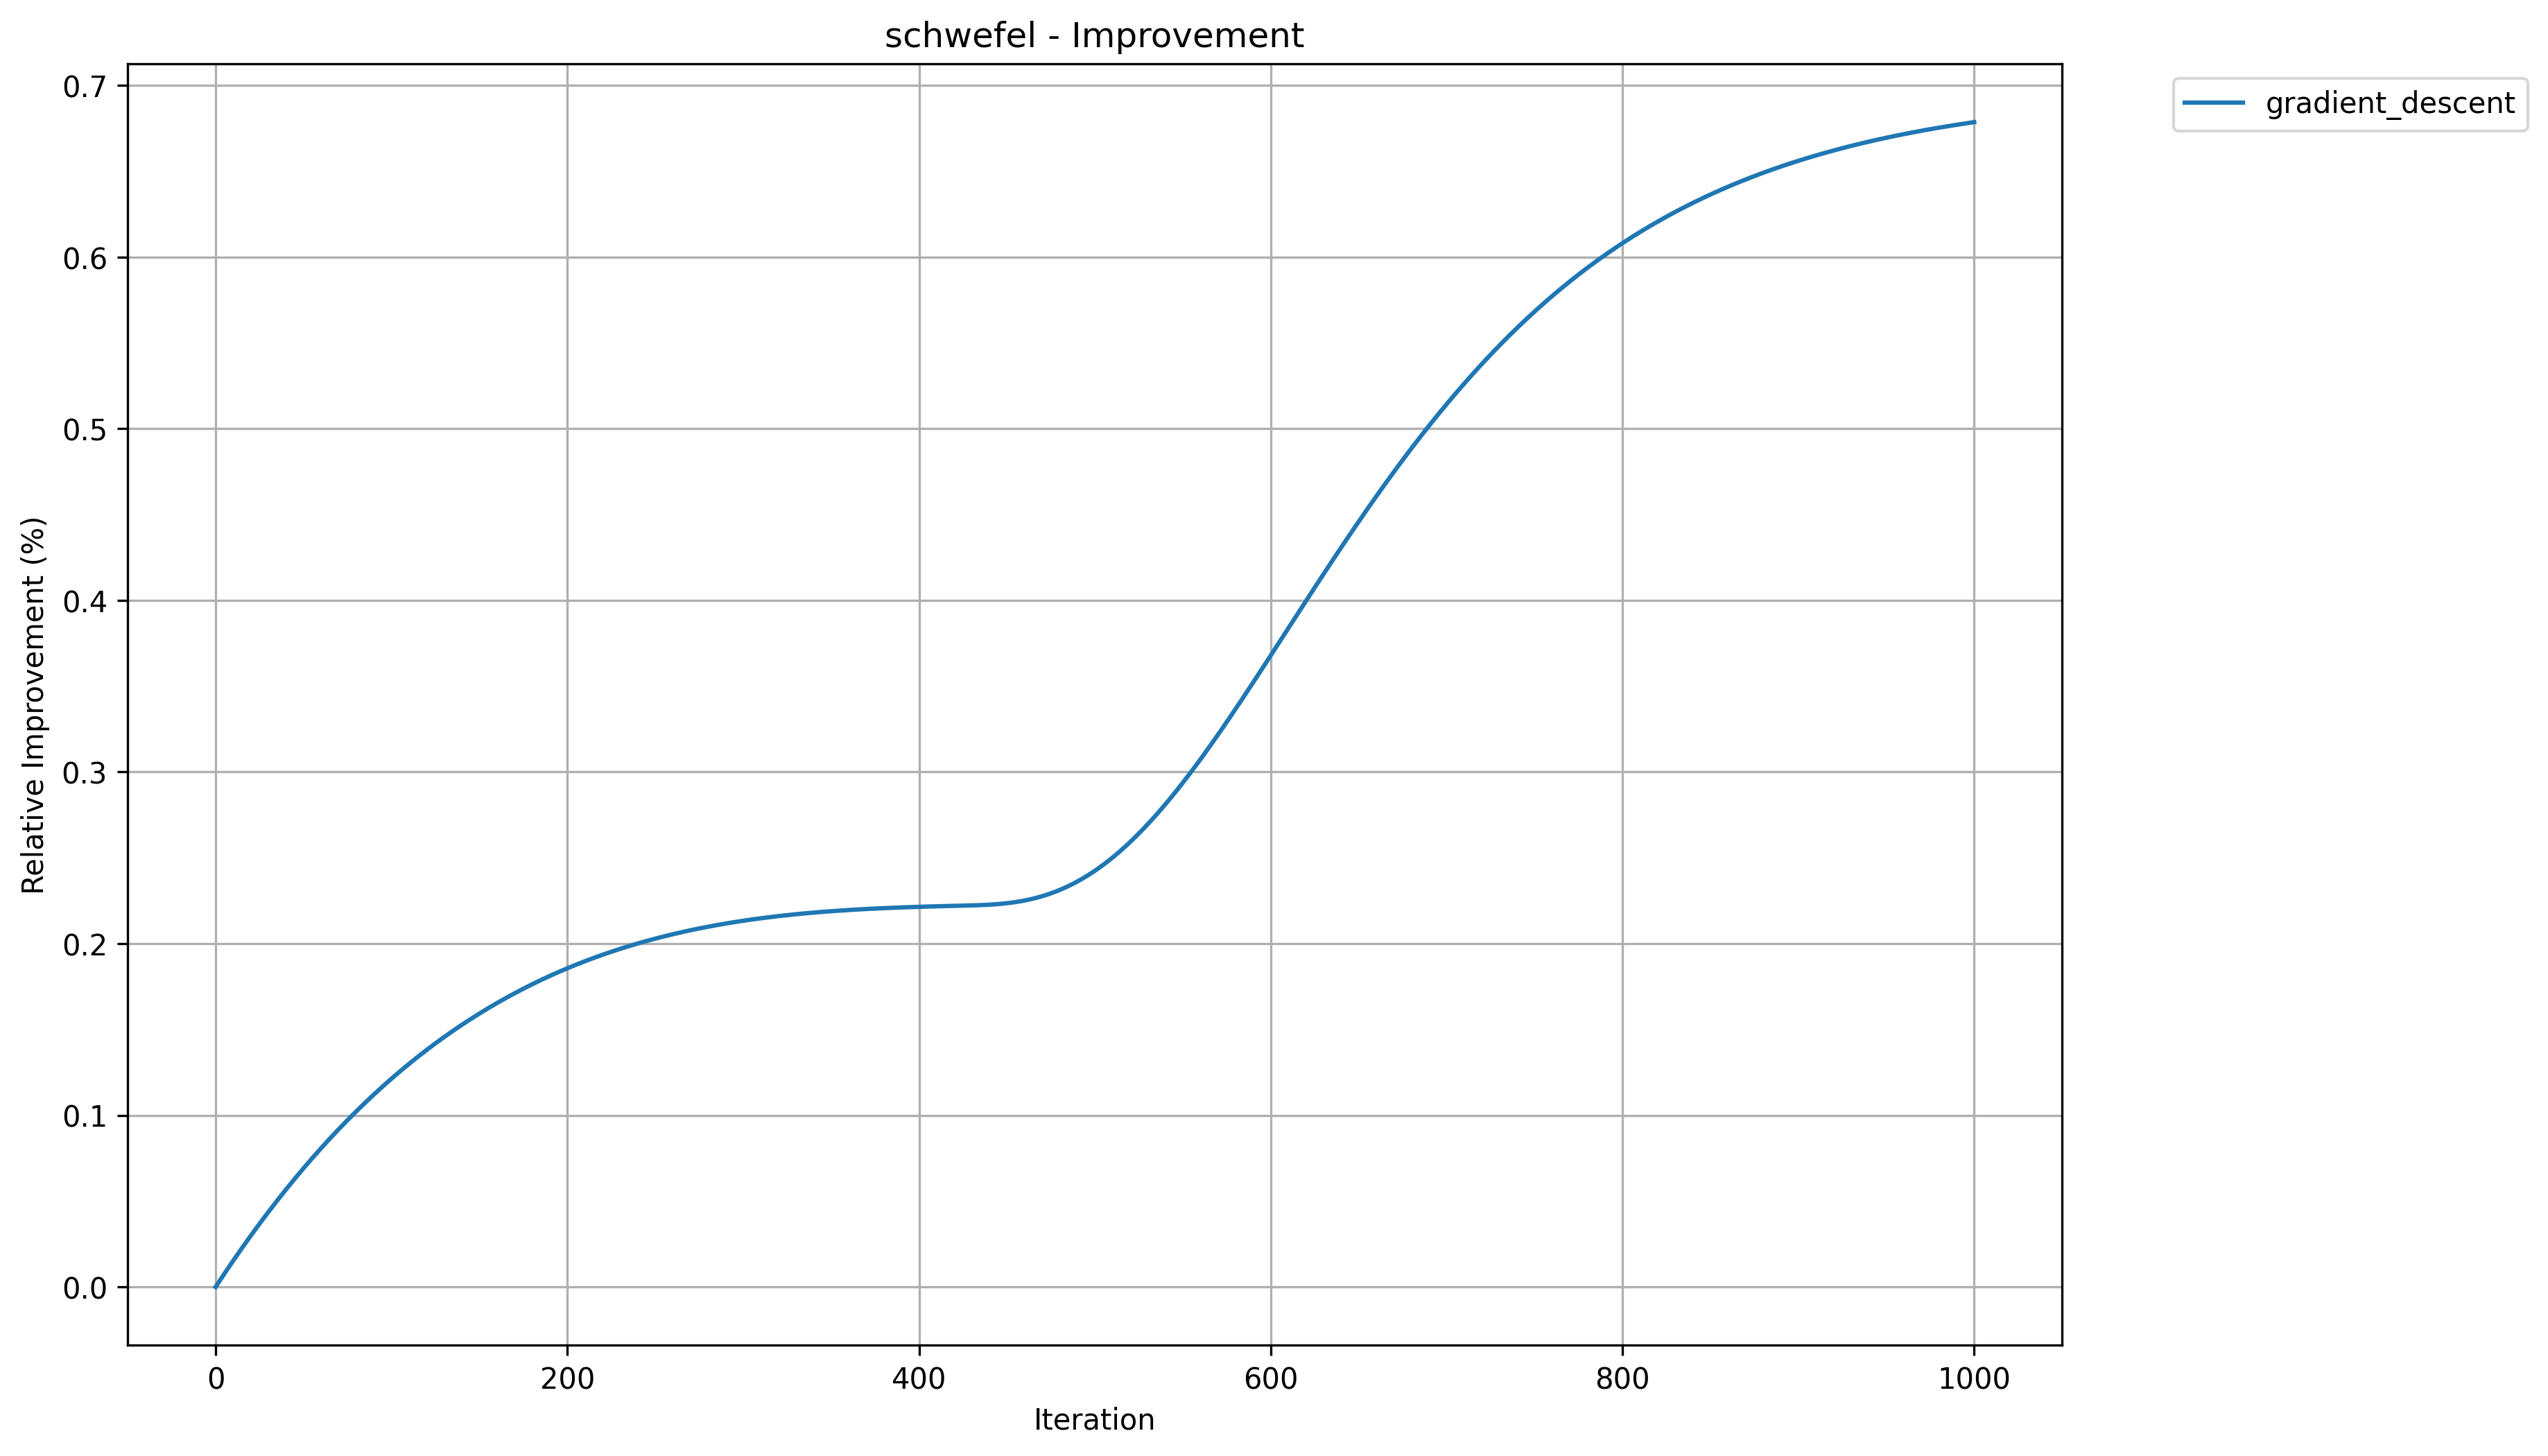 schwefel - Improvement
gradient_descent
Relative Improvement (%)
0.7
0.6
0.5
0.4
0.3
0.2
0.1
0.0
0 200 400 600 800 1000
Iteration